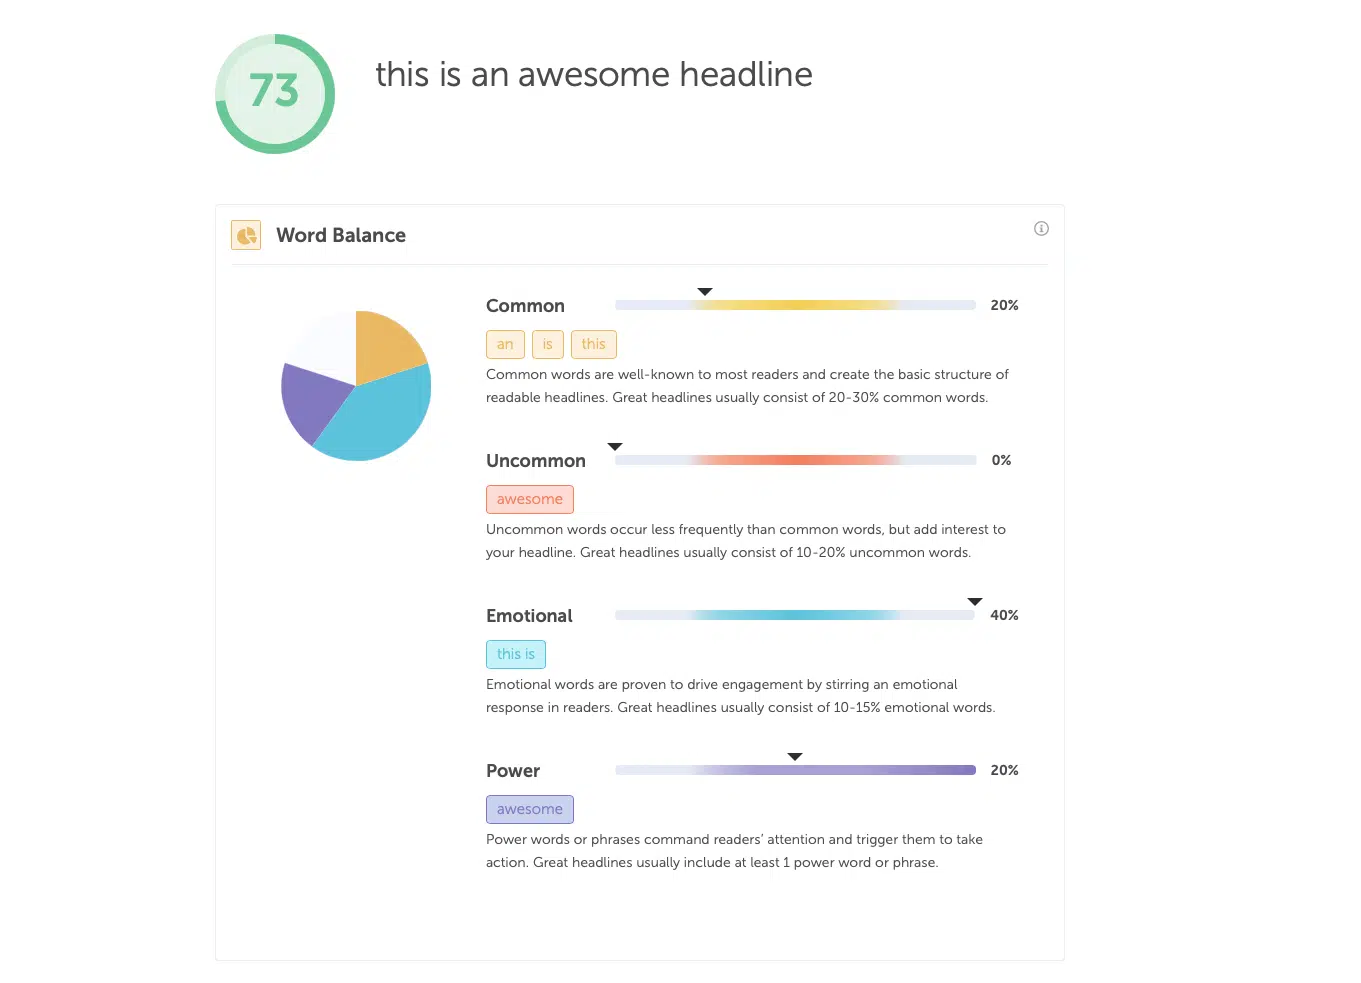 73
this is an awesome headline
Word Balance
Common
20%
an
is
this
Common words are well-known to most readers and create the basic structure of
readable headlines. Great headlines usually consist of 20-30% common words.
Uncommon
0%
awesome
Uncommon words occur less frequently than common words, but add interest to
your headline. Great headlines usually consist of 10-20% uncommon words.
Emotional
40%
this is
Emotional words are proven to drive engagement by stirring an emotional
response in readers. Great headlines usually consist of 10-15% emotional words.
Power
20%
awesome
Power words or phrases command readers’ attention and trigger them to take
action. Great headlines usually include at least 1 power word or phrase.